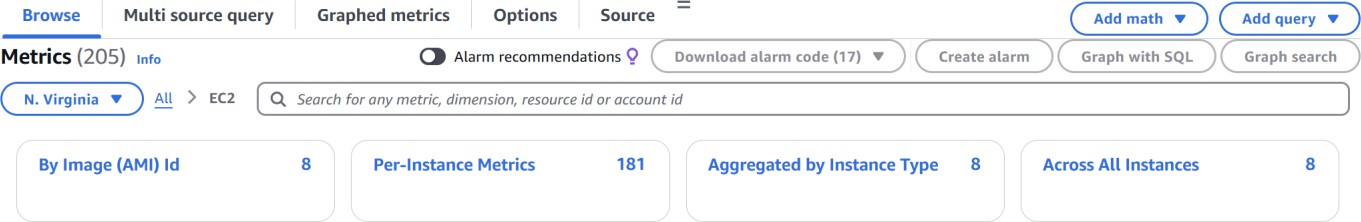 Browse Multi source query Graphed metrics Options Source Add math Add query
Metrics (205) Info Alarm recommendations Download alarm code (17) Create alarm Graph with SQL Graph search
N. Virginia All EC2 Search for any metric, dimension, resource id or account id
By Image (AMI) Id 8 Per-Instance Metrics 181 Aggregated by Instance Type 8 Across All Instances 8